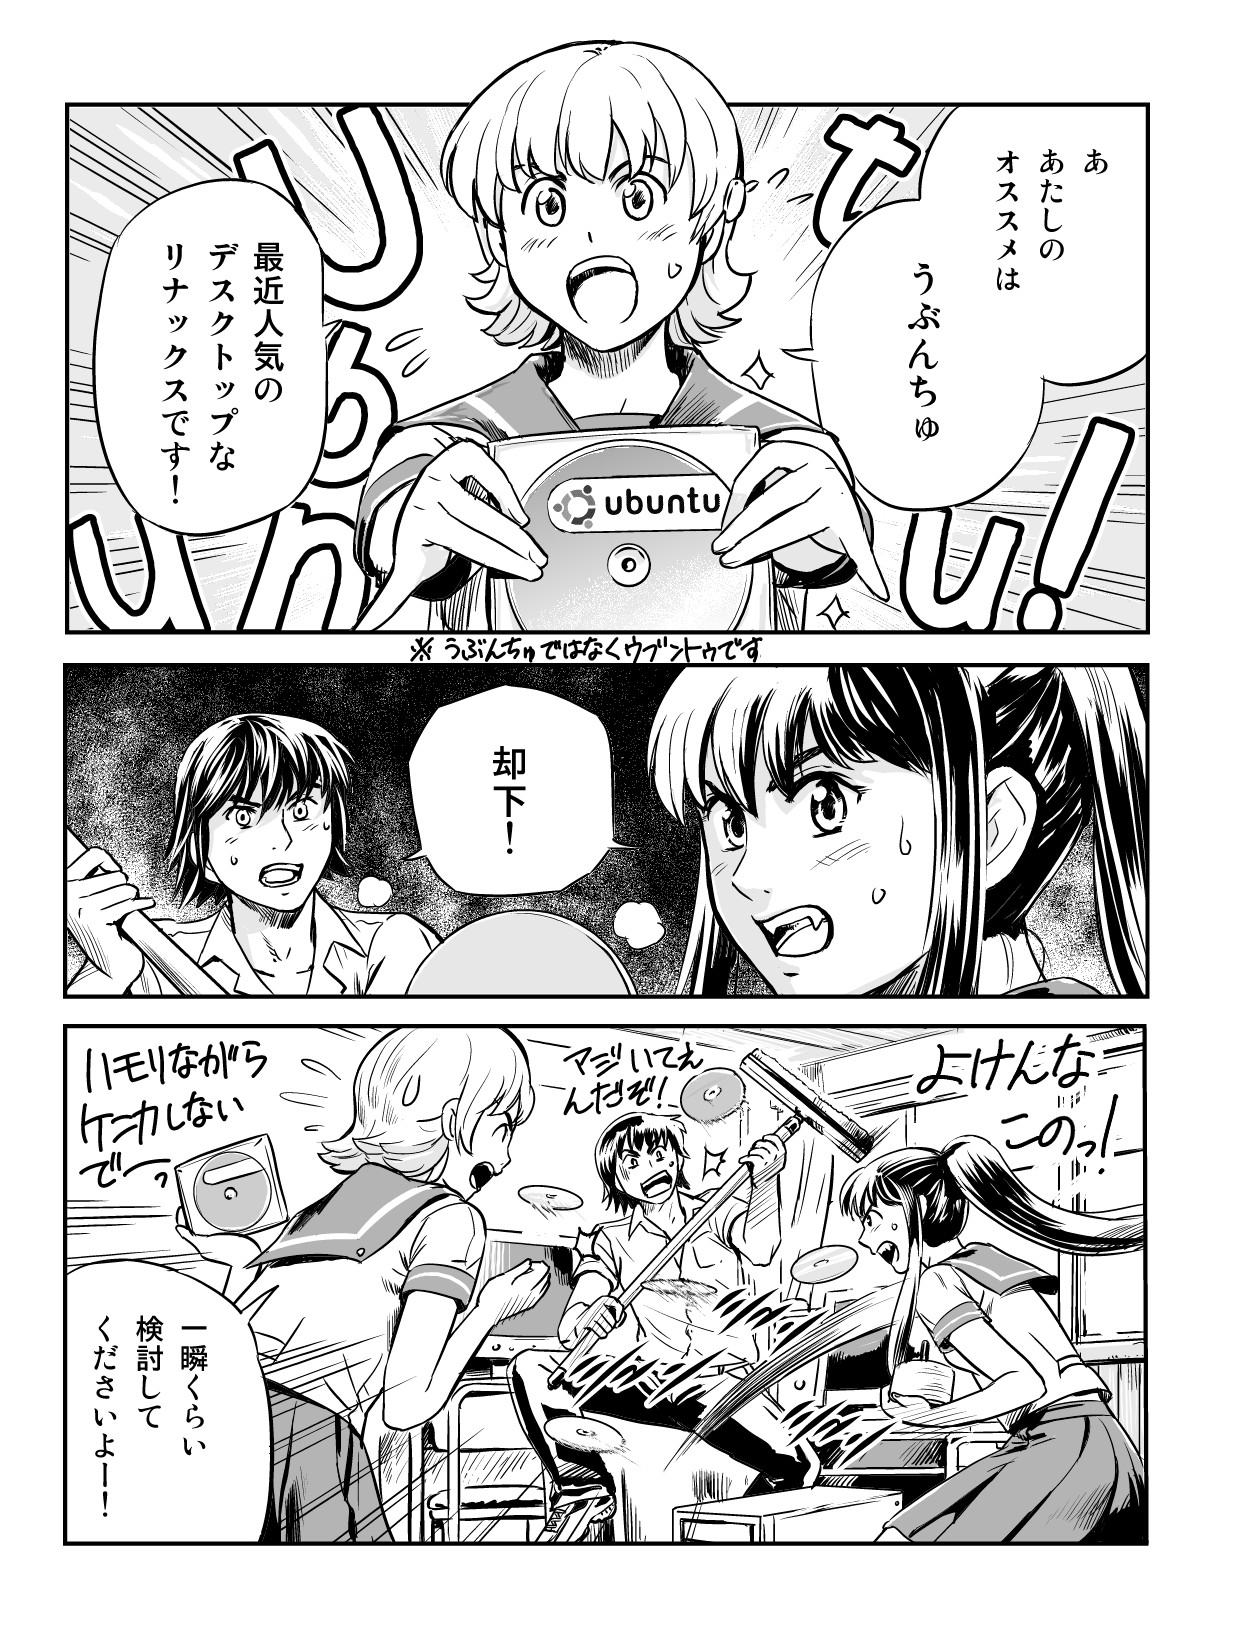 あ
あたしの
オススメは
うぶんちゅ
Ubuntu!
最近人気の
デスクトップな
リナックスです!
ubuntu
※ うぶんちゅではなくウブントゥです
却下!
よけんな
このっ!
マジいてえ
んだぞ!
ハモリながら
ケンカしない
でーっ
一瞬くらい
検討して
くださいよー!